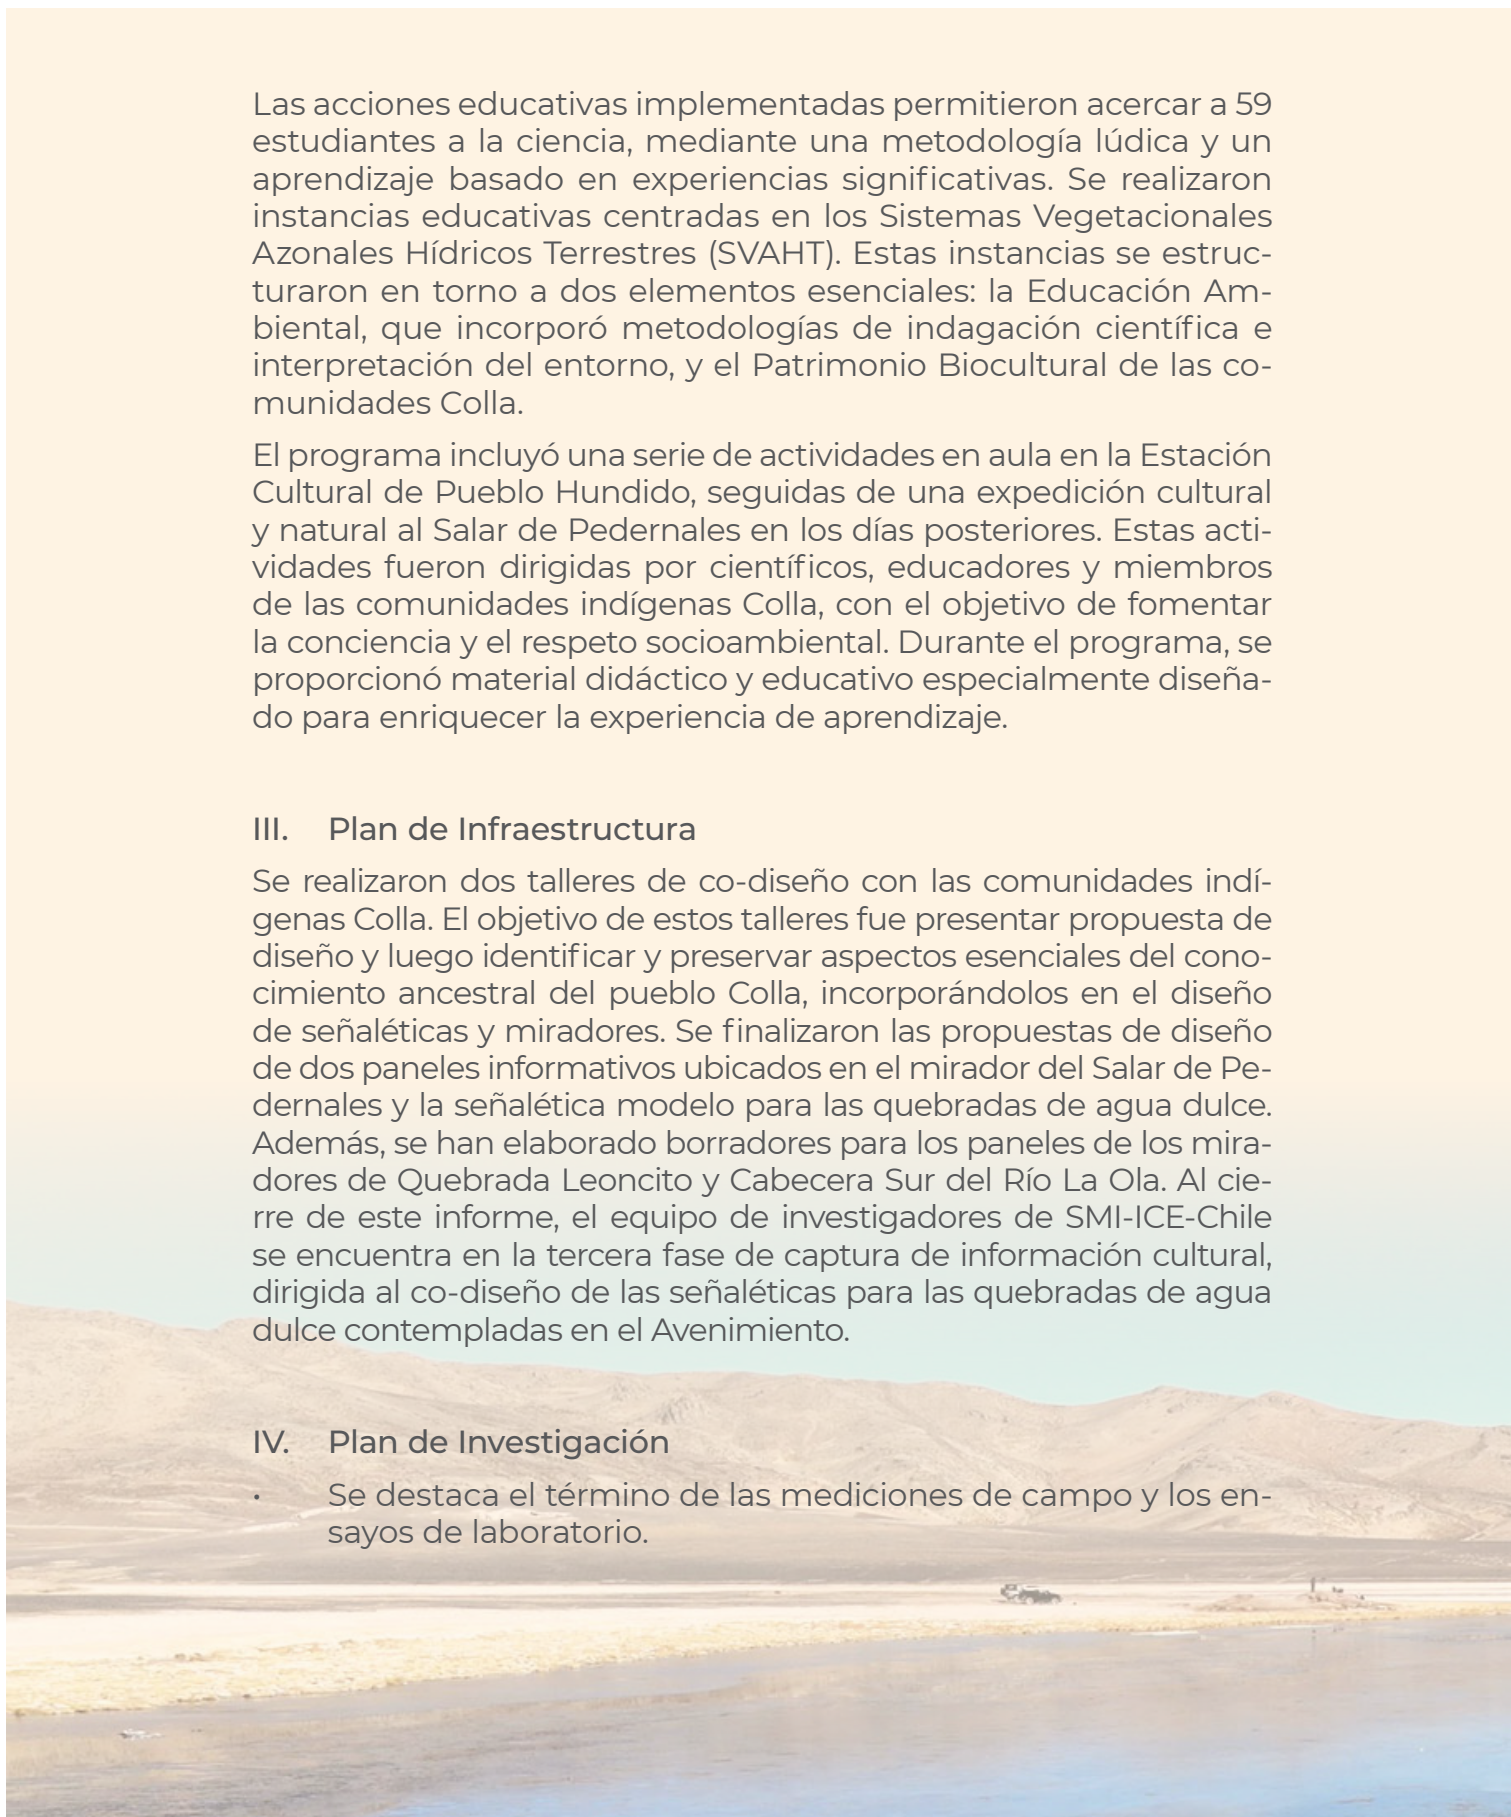 Las acciones educativas implementadas permitieron acercar a 59
estudiantes a la ciencia, mediante una metodología lúdica y un
aprendizaje basado en experiencias significativas. Se realizaron
instancias educativas centradas en los Sistemas Vegetacionales
Azonales Hídricos Terrestres (SVAHT). Estas instancias se estruc-
turaron en torno a dos elementos esenciales: la Educación Am-
biental, que incorporó metodologías de indagación científica e
interpretación del entorno, y el Patrimonio Biocultural de las co-
munidades Colla.
El programa incluyó una serie de actividades en aula en la Estación
Cultural de Pueblo Hundido, seguidas de una expedición cultural
y natural al Salar de Pedernales en los días posteriores. Estas acti-
vidades fueron dirigidas por científicos, educadores y miembros
de las comunidades indígenas Colla, con el objetivo de fomentar
la conciencia y el respeto socioambiental. Durante el programa, se
proporcionó material didáctico y educativo especialmente diseña-
do para enriquecer la experiencia de aprendizaje.
III. Plan de Infraestructura
Se realizaron dos talleres de co-diseño con las comunidades indí-
genas Colla. El objetivo de estos talleres fue presentar propuesta de
diseño y luego identificar y preservar aspectos esenciales del cono-
cimiento ancestral del pueblo Colla, incorporándolos en el diseño
de señaléticas y miradores. Se finalizaron las propuestas de diseño
de dos paneles informativos ubicados en el mirador del Salar de Pe-
dernales y la señalética modelo para las quebradas de agua dulce.
Además, se han elaborado borradores para los paneles de los mira-
dores de Quebrada Leoncito y Cabecera Sur del Río La Ola. Al cie-
rre de este informe, el equipo de investigadores de SMI-ICE-Chile
se encuentra en la tercera fase de captura de información cultural,
dirigida al co-diseño de las señaléticas para las quebradas de agua
dulce contempladas en el Avenimiento.
IV. Plan de Investigación
• Se destaca el término de las mediciones de campo y los en-
sayos de laboratorio.